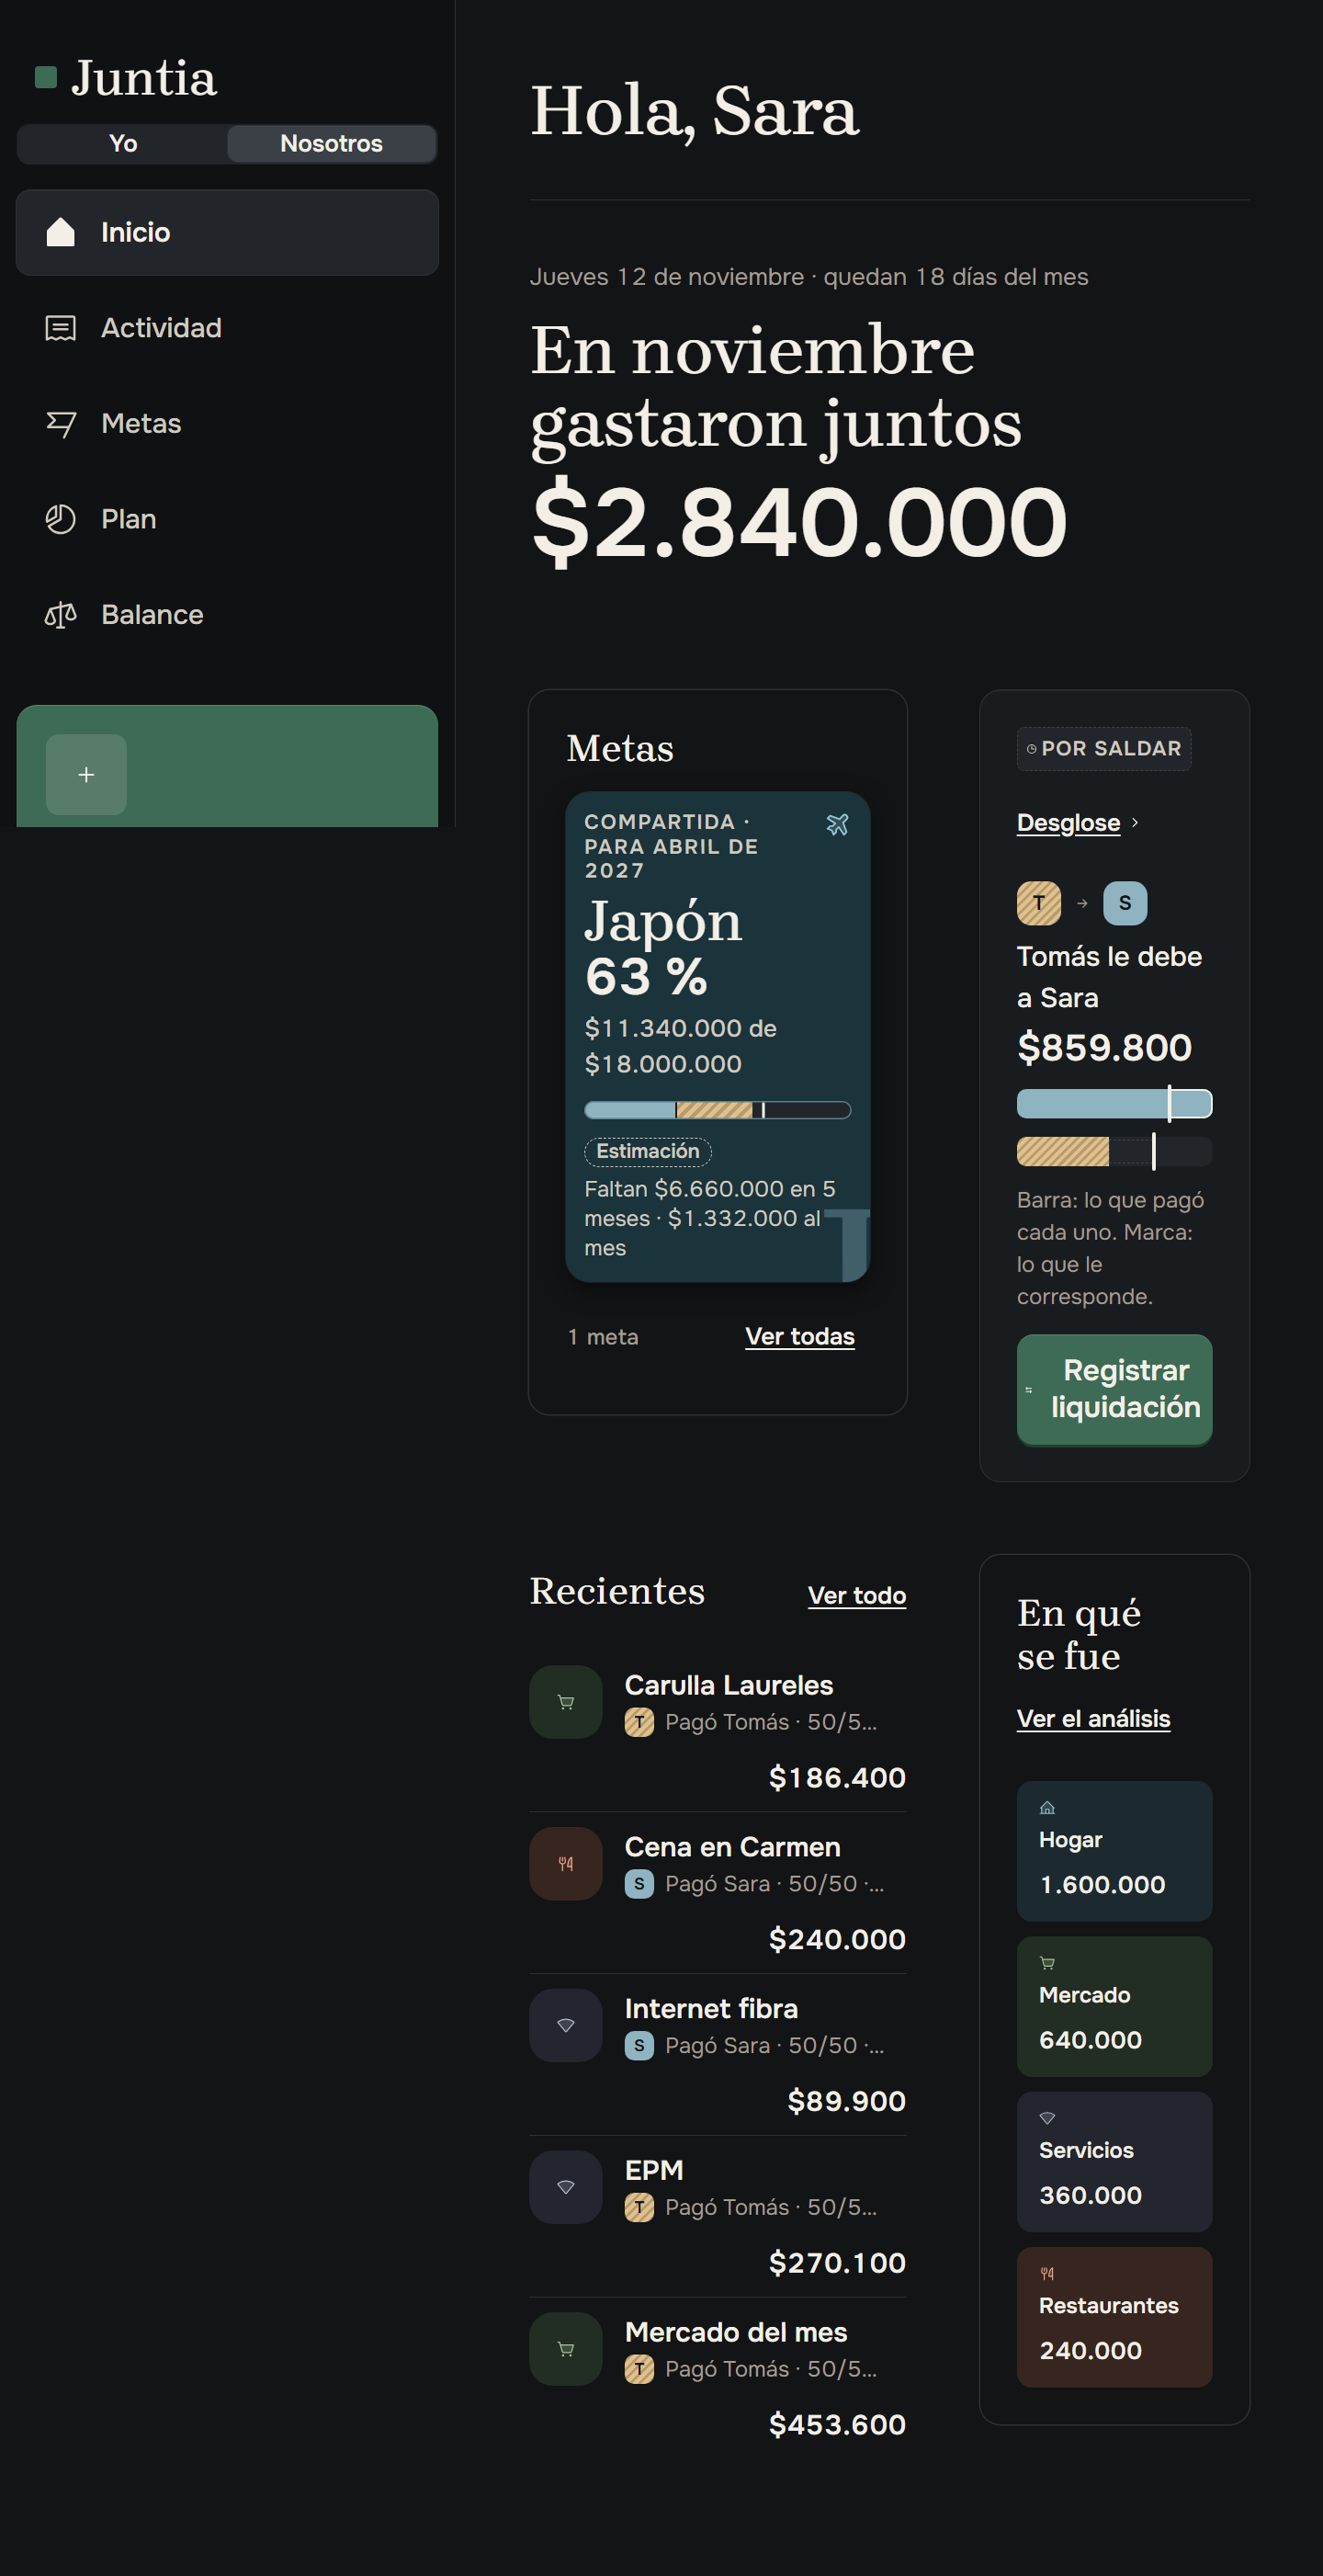 Juntia
Yo
Nosotros
Inicio
Actividad
Metas
Plan
Balance
+
Hola, Sara
Jueves 12 de noviembre · quedan 18 días del mes
En noviembre
gastaron juntos
$2.840.000
Metas
COMPARTIDA ·
PARA ABRIL DE
2027
Japón
63 %
$11.340.000 de
$18.000.000
Estimación
Faltan $6.660.000 en 5
meses · $1.332.000 al
mes
1 meta
Ver todas
POR SALDAR
Desglose
T → S
Tomás le debe
a Sara
$859.800
Barra: lo que pagó
cada uno. Marca:
lo que le
corresponde.
Registrar
liquidación
Recientes
Ver todo
Carulla Laureles
T Pagó Tomás · 50/5...
$186.400
Cena en Carmen
S Pagó Sara · 50/50 ·...
$240.000
Internet fibra
S Pagó Sara · 50/50 ·...
$89.900
EPM
T Pagó Tomás · 50/5...
$270.100
Mercado del mes
T Pagó Tomás · 50/5...
$453.600
En qué
se fue
Ver el análisis
Hogar
1.600.000
Mercado
640.000
Servicios
360.000
Restaurantes
240.000